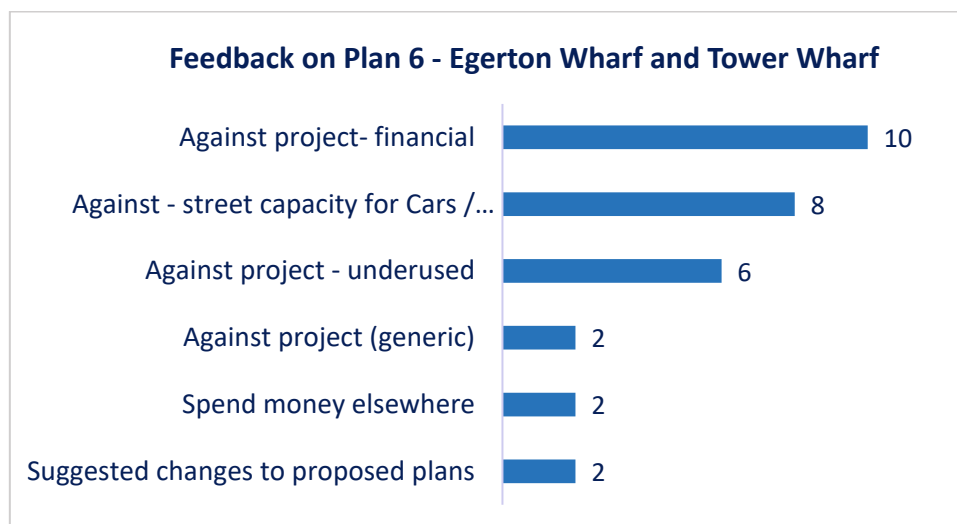 Feedback on Plan 6 - Egerton Wharf and Tower Wharf
Against project- financial 10
Against - street capacity for Cars /… 8
Against project - underused 6
Against project (generic) 2
Spend money elsewhere 2
Suggested changes to proposed plans 2